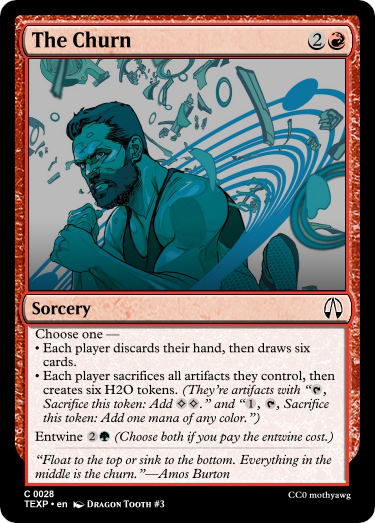 The Churn
2
Sorcery
Choose one —
• Each player discards their hand, then draws six
cards.
• Each player sacrifices all artifacts they control, then
creates six H2O tokens. (They're artifacts with “,
Sacrifice this token: Add .” and “1, , Sacrifice
this token: Add one mana of any color.”)
Entwine 2 (Choose both if you pay the entwine cost.)
“Float to the top or sink to the bottom. Everything in the
middle is the churn.”—Amos Burton
C 0028
TEXP • en Dragon Tooth #3
CC0 mothyawg